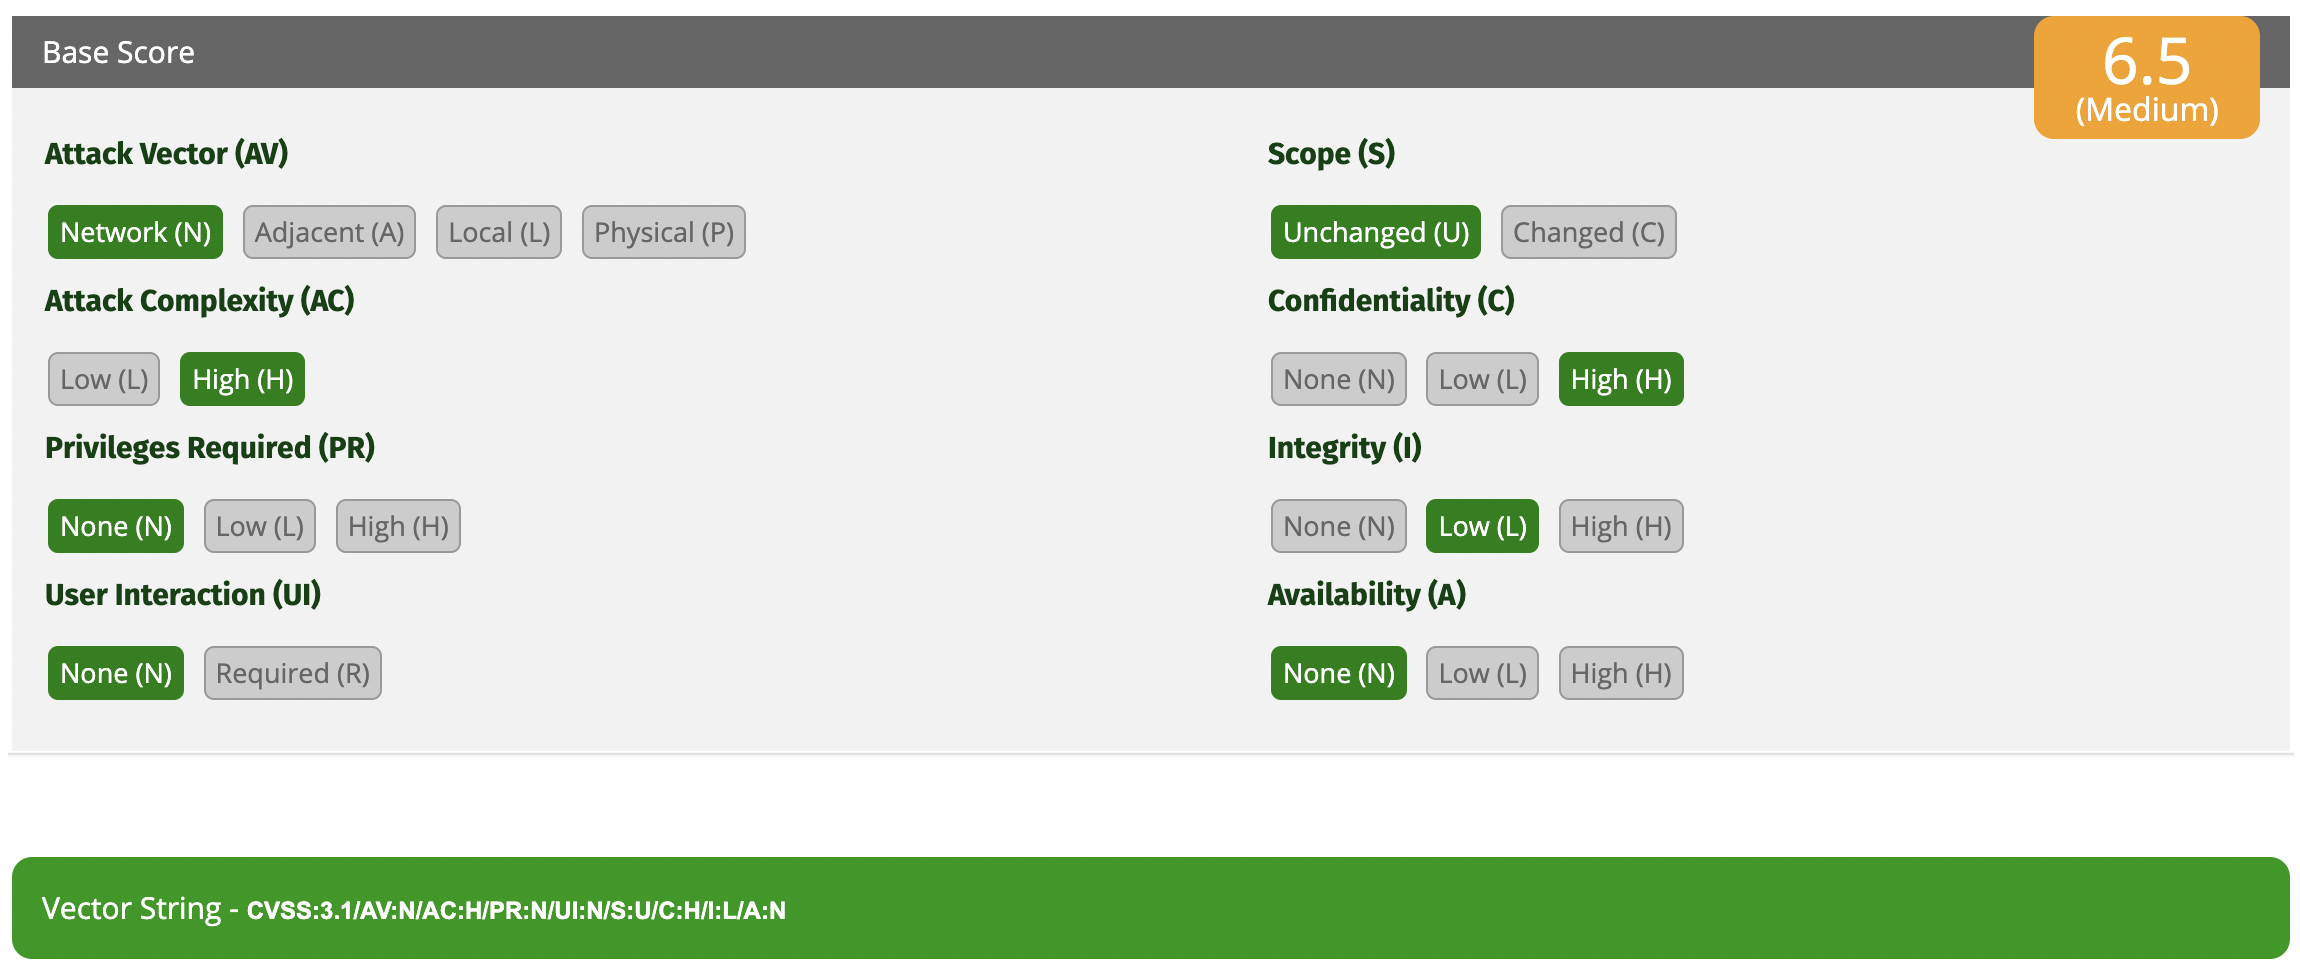 Base Score
6.5
(Medium)
Attack Vector (AV)
Network (N) Adjacent (A) Local (L) Physical (P)
Attack Complexity (AC)
Low (L) High (H)
Privileges Required (PR)
None (N) Low (L) High (H)
User Interaction (UI)
None (N) Required (R)
Scope (S)
Unchanged (U) Changed (C)
Confidentiality (C)
None (N) Low (L) High (H)
Integrity (I)
None (N) Low (L) High (H)
Availability (A)
None (N) Low (L) High (H)
Vector String - CVSS:3.1/AV:N/AC:H/PR:N/UI:N/S:U/C:H/I:L/A:N